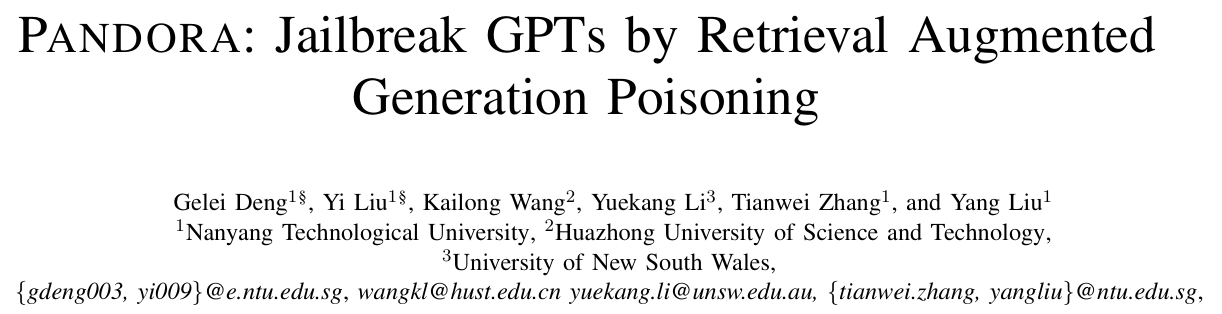 PANDORA: Jailbreak GPTs by Retrieval Augmented
Generation Poisoning
Gelei Deng1§, Yi Liu1§, Kailong Wang2, Yuekang Li3, Tianwei Zhang1, and Yang Liu1
1Nanyang Technological University, 2Huazhong University of Science and Technology,
3University of New South Wales,
{gdeng003, yi009}@e.ntu.edu.sg, wangkl@hust.edu.cn yuekang.li@unsw.edu.au, {tianwei.zhang, yangliu}@ntu.edu.sg,